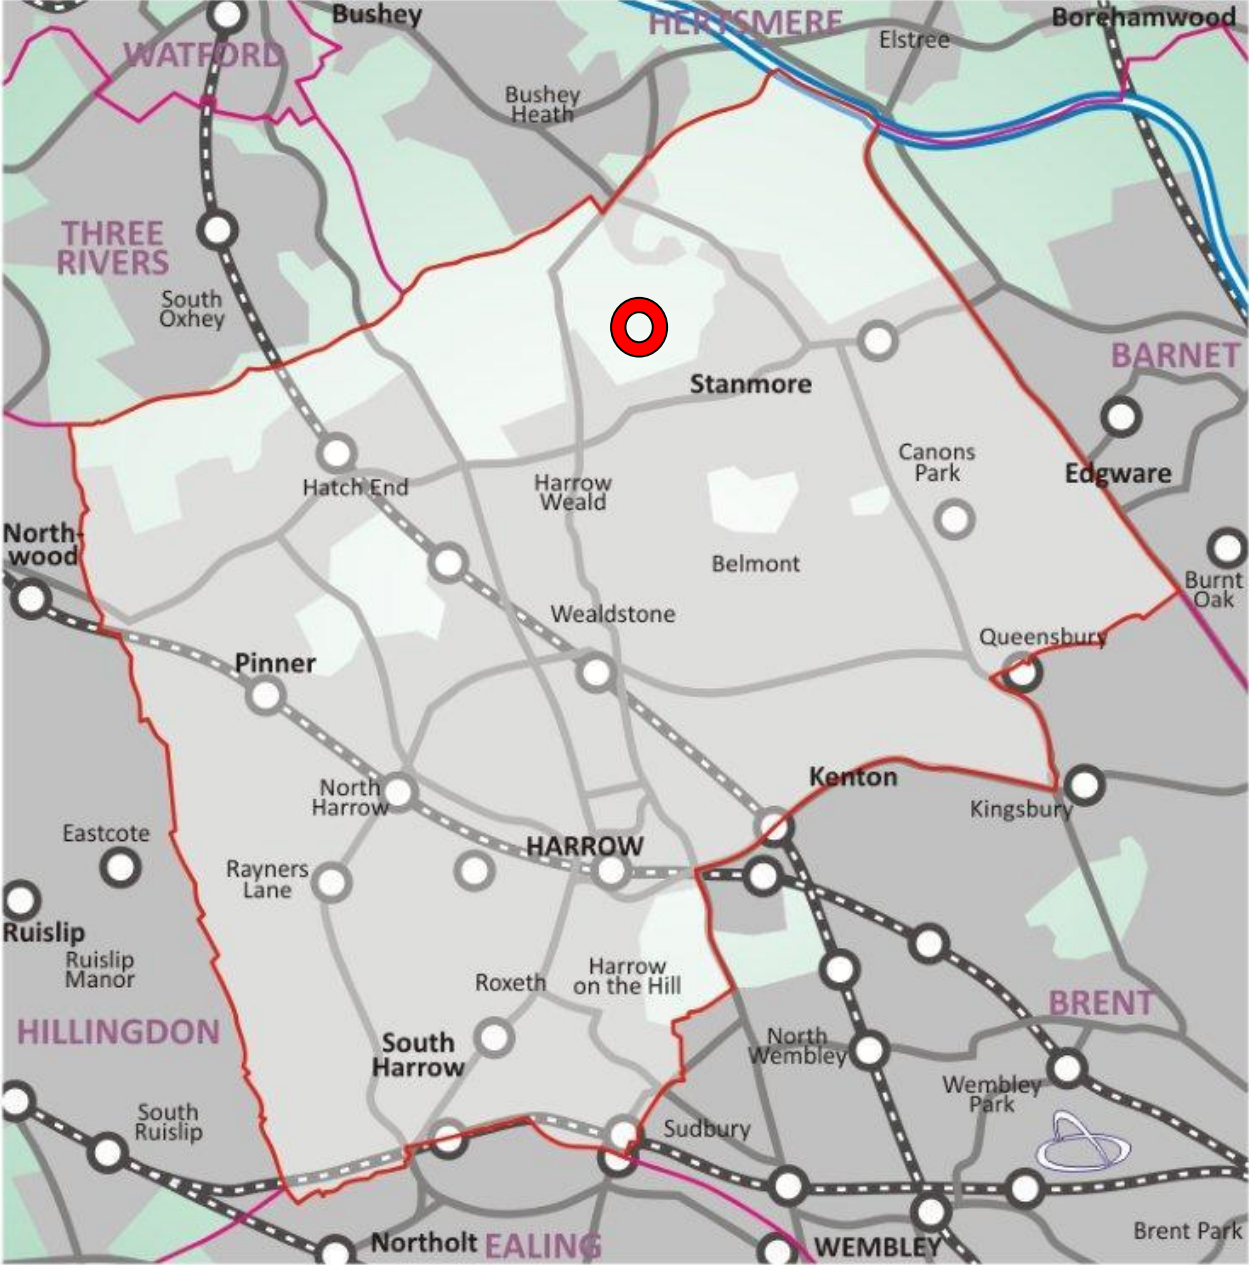 Bushey
HERTSMERE
Borehamwood
Elstree
WATFORD
Bushey
Heath
THREE
RIVERS
South
Oxhey
BARNET
Stanmore
Canons
Park
Edgware
Hatch End
Harrow
Weald
North-
wood
Belmont
Burnt
Oak
Wealdstone
Queensbury
Pinner
Kenton
North
Harrow
Kingsbury
Eastcote
HARROW
Rayners
Lane
Ruislip
Ruislip
Manor
Harrow
on the Hill
Roxeth
BRENT
HILLINGDON
South
Harrow
North
Wembley
Wembley
Park
South
Ruislip
Sudbury
Brent Park
Northolt
EALING
WEMBLEY